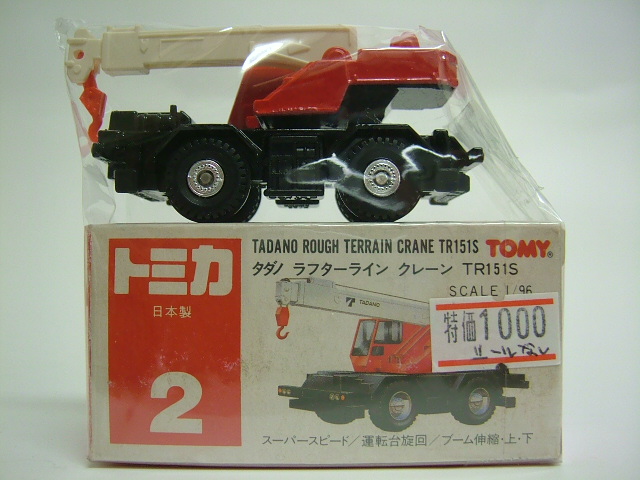 TADANO ROUGH TERRAIN CRANE TR151S TOMY®
トミカ
タダノ ラフターライン クレーン TR151S
日本製
SCALE 1/96
特価1000
シールなし
TADANO
2
スーパースピード/運転台旋回/ブーム伸縮・上・下